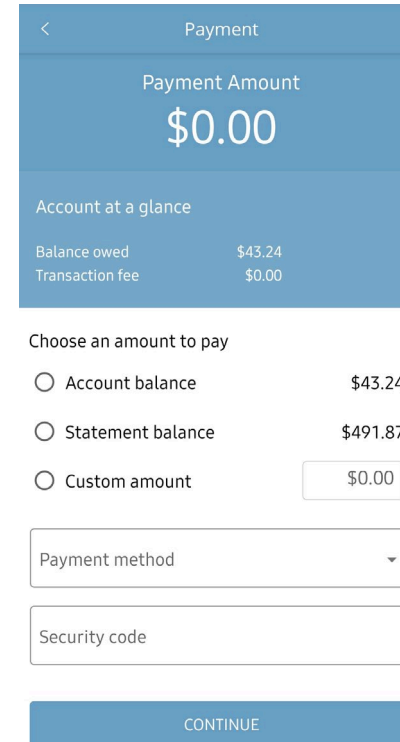 Payment
Payment Amount
$0.00
Account at a glance
Balance owed $43.24
Transaction fee $0.00
Choose an amount to pay
Account balance $43.24
Statement balance $491.87
Custom amount $0.00
Payment method
Security code
CONTINUE